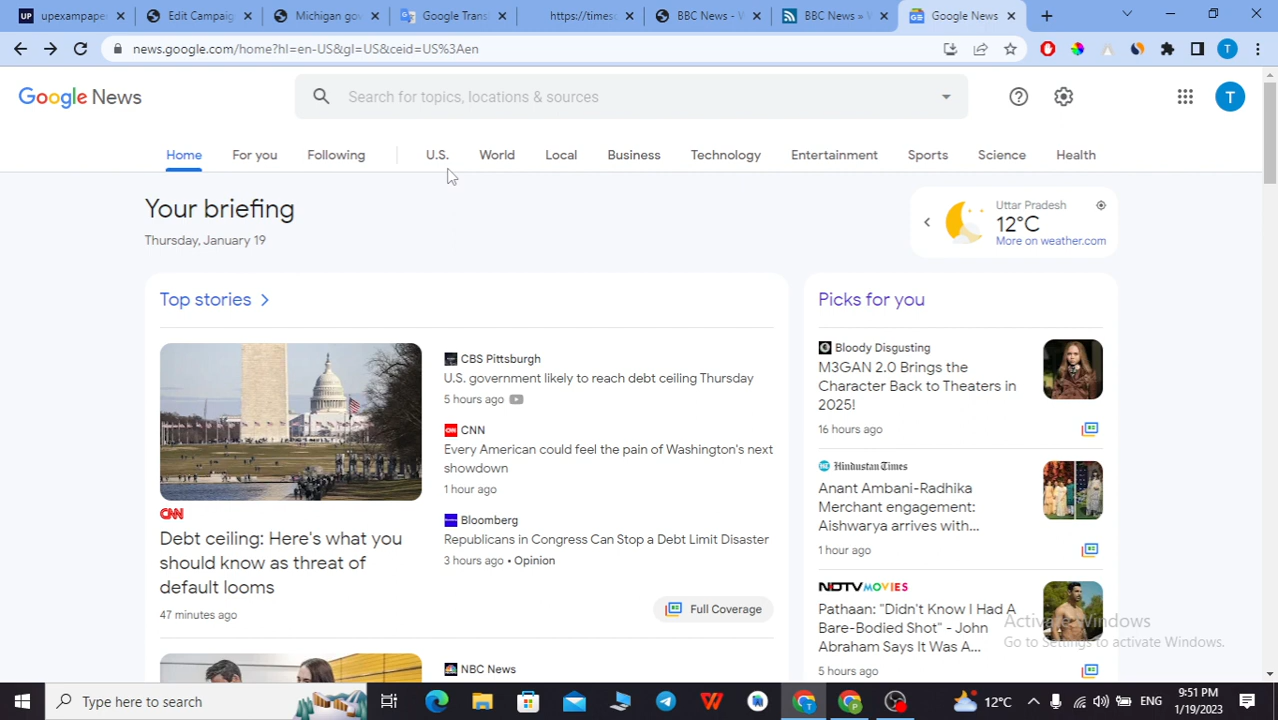 upexampape
Edit Campaig
Michigan gov
Google Trans
https://times
BBC News - W
BBC News » W
Google News
news.google.com/home?hl=en-US&gl=US&ceid=US%3Aen
T
Google News
Search for topics, locations & sources
T
Home
For you
Following
U.S.
World
Local
Business
Technology
Entertainment
Sports
Science
Health
Your briefing
Thursday, January 19
Uttar Pradesh
12°C
More on weather.com
Top stories
CNN
Debt ceiling: Here's what you
should know as threat of
default looms
47 minutes ago
CBS Pittsburgh
U.S. government likely to reach debt ceiling Thursday
5 hours ago
CNN
Every American could feel the pain of Washington's next
showdown
1 hour ago
Bloomberg
Republicans in Congress Can Stop a Debt Limit Disaster
3 hours ago • Opinion
Full Coverage
NBC News
Picks for you
Bloody Disgusting
M3GAN 2.0 Brings the
Character Back to Theaters in
2025!
16 hours ago
Hindustan Times
Anant Ambani-Radhika
Merchant engagement:
Aishwarya arrives with...
1 hour ago
NDTV MOVIES
Pathaan: "Didn't Know I Had A
Bare-Bodied Shot" - John
Abraham Says It Was A...
5 hours ago
Activate Windows
Go to Settings to activate Windows.
Type here to search
12°C
ENG
9:51 PM
1/19/2023